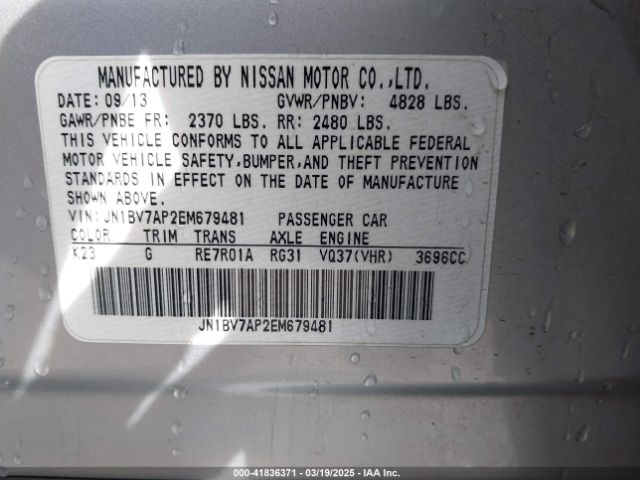 MANUFACTURED BY NISSAN MOTOR CO.,LTD.
DATE: 09/13 GVWR/PNBV: 4828 LBS.
GAWR/PNBE FR: 2370 LBS. RR: 2480 LBS.
THIS VEHICLE CONFORMS TO ALL APPLICABLE FEDERAL
MOTOR VEHICLE SAFETY,BUMPER,AND THEFT PREVENTION
STANDARDS IN EFFECT ON THE DATE OF MANUFACTURE
SHOWN ABOVE.
VIN:JN1BV7AP2EM679481 PASSENGER CAR
COLOR TRIM TRANS AXLE ENGINE
K23 G RE7R01A RG31 VQ37(VHR) 3696CC
JN1BV7AP2EM679481
© 41836371 - 03/19/2025 - IAA Inc.